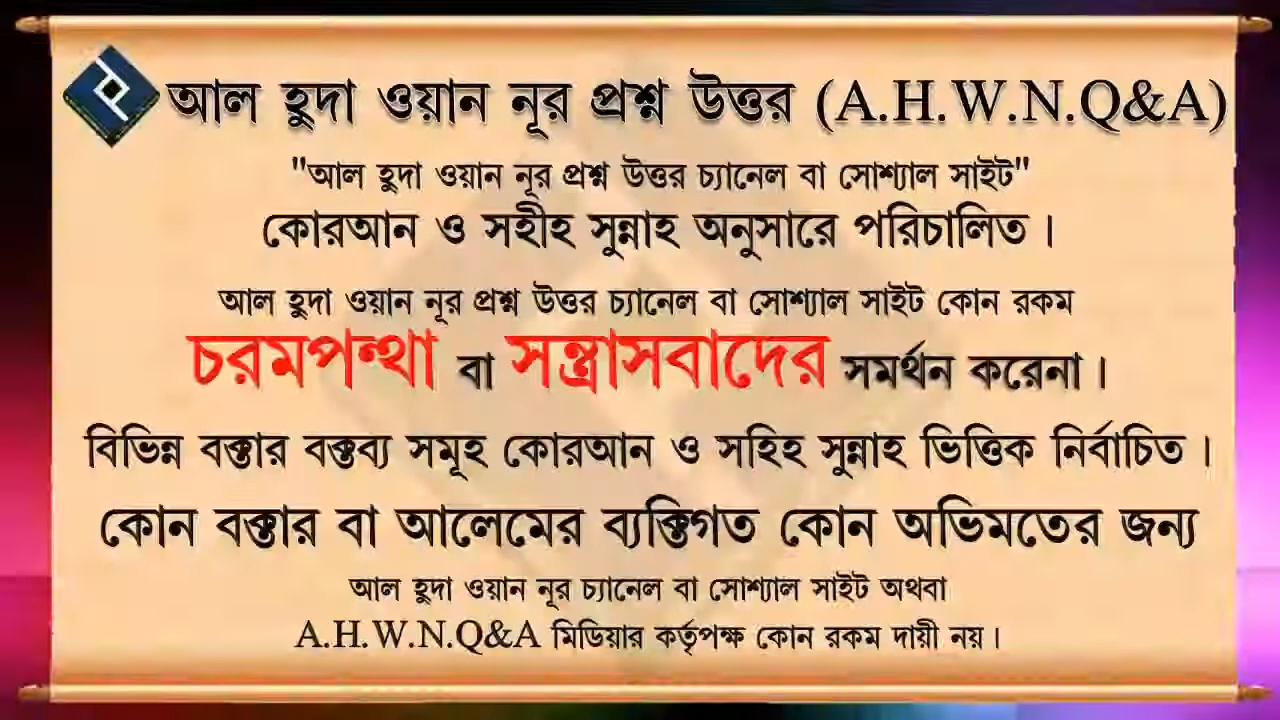 আল হুদা ওয়ান নূর প্রশ্ন উত্তর (A.H.W.N.Q&A)
"আল হুদা ওয়ান নূর প্রশ্ন উত্তর চ্যানেল বা সোশ্যাল সাইট"
কোরআন ও সহীহ সুন্নাহ অনুসারে পরিচালিত।
আল হুদা ওয়ান নূর প্রশ্ন উত্তর চ্যানেল বা সোশ্যাল সাইট কোন রকম
চরমপন্থা বা সন্ত্রাসবাদের সমর্থন করেনা।
বিভিন্ন বক্তার বক্তব্য সমূহ কোরআন ও সহিহ সুন্নাহ ভিত্তিক নির্বাচিত।
কোন বক্তার বা আলেমের ব্যক্তিগত কোন অভিমতের জন্য
আল হুদা ওয়ান নূর চ্যানেল বা সোশ্যাল সাইট অথবা
A.H.W.N.Q&A মিডিয়ার কর্তৃপক্ষ কোন রকম দায়ী নয়।